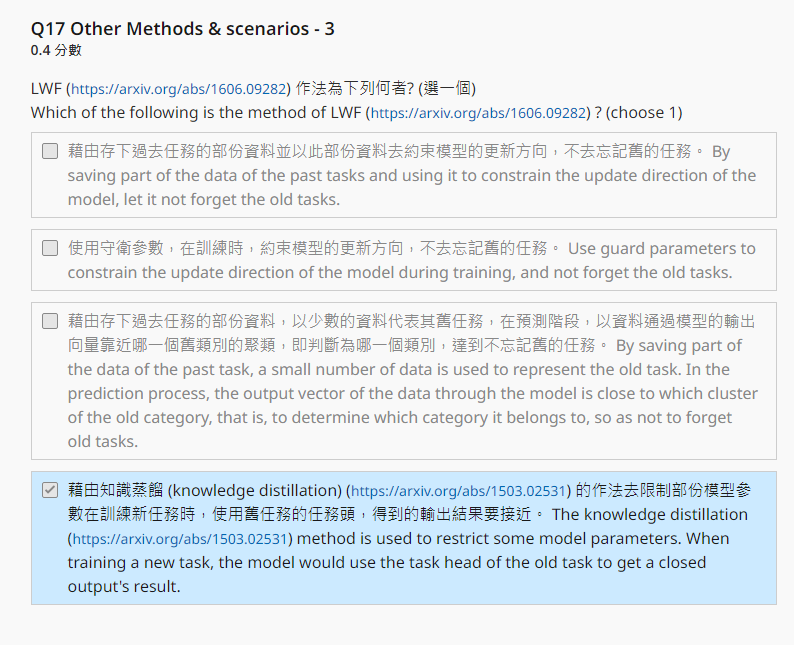 Q17 Other Methods & scenarios - 3
0.4 分數
LWF (https://arxiv.org/abs/1606.09282) 作法為下列何者? (選一個)
Which of the following is the method of LWF (https://arxiv.org/abs/1606.09282) ? (choose 1)
藉由存下過去任務的部份資料並以此部份資料去約束模型的更新方向，不去忘記舊的任務。 By
saving part of the data of the past tasks and using it to constrain the update direction of the
model, let it not forget the old tasks.
使用守衛參數，在訓練時，約束模型的更新方向，不去忘記舊的任務。 Use guard parameters to
constrain the update direction of the model during training, and not forget the old tasks.
藉由存下過去任務的部份資料，以少數的資料代表其舊任務，在預測階段，以資料通過模型的輸出
向量靠近哪一個舊類別的聚類，即判斷為哪一個類別，達到不忘記舊的任務。 By saving part of
the data of the past task, a small number of data is used to represent the old task. In the
prediction process, the output vector of the data through the model is close to which cluster
of the old category, that is, to determine which category it belongs to, so as not to forget
old tasks.
藉由知識蒸餾 (knowledge distillation) (https://arxiv.org/abs/1503.02531) 的作法去限制部份模型參
數在訓練新任務時，使用舊任務的任務頭，得到的輸出結果要接近。 The knowledge distillation
(https://arxiv.org/abs/1503.02531) method is used to restrict some model parameters. When
training a new task, the model would use the task head of the old task to get a closed
output's result.